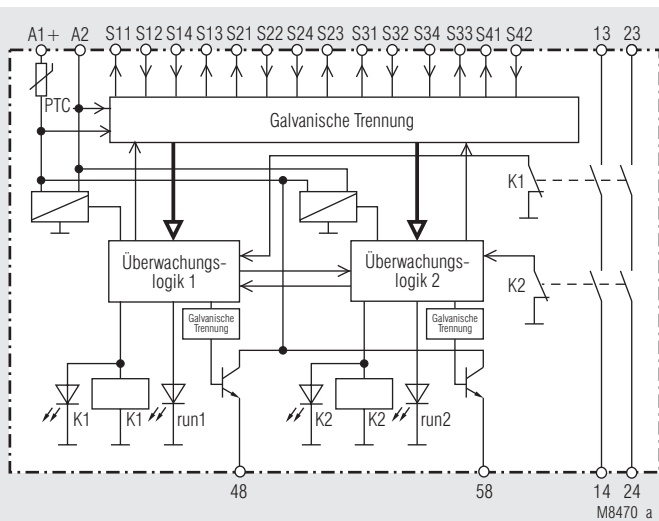 A1+ A2 S11 S12 S14 S13 S21 S22 S24 S23 S31 S32 S34 S33 S41 S42 13 23
PTC
Galvanische Trennung
K1
Überwachungs-
logik 1
Überwachungs-
logik 2
K2
Galvanische
Trennung
Galvanische
Trennung
K1 K1 run1 K2 K2 run2
48 58 14 24
M8470 a